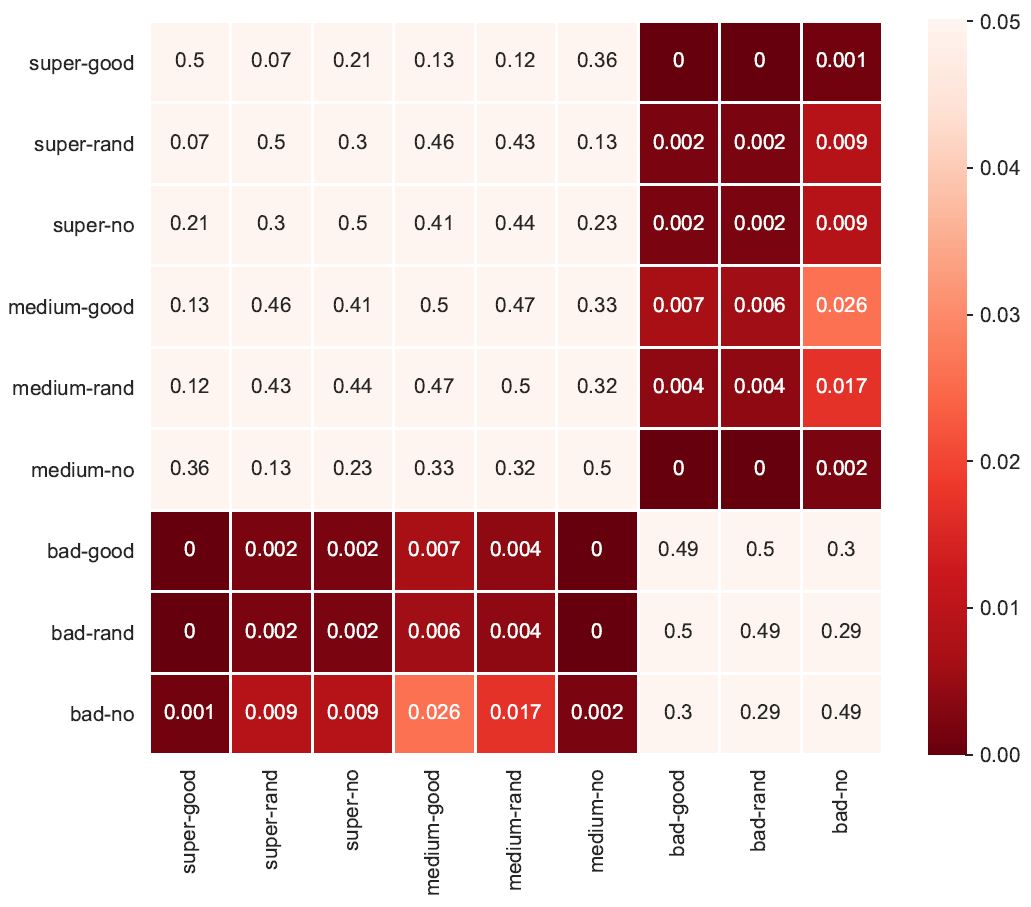 super-good 0.5 0.07 0.21 0.13 0.12 0.36 0 0 0.001
super-rand 0.07 0.5 0.3 0.46 0.43 0.13 0.002 0.002 0.009
super-no 0.21 0.3 0.5 0.41 0.44 0.23 0.002 0.002 0.009
medium-good 0.13 0.46 0.41 0.5 0.47 0.33 0.007 0.006 0.026
medium-rand 0.12 0.43 0.44 0.47 0.5 0.32 0.004 0.004 0.017
medium-no 0.36 0.13 0.23 0.33 0.32 0.5 0 0 0.002
bad-good 0 0.002 0.002 0.007 0.004 0 0.49 0.5 0.3
bad-rand 0 0.002 0.002 0.006 0.004 0 0.5 0.49 0.29
bad-no 0.001 0.009 0.009 0.026 0.017 0.002 0.3 0.29 0.49
super-good super-rand super-no medium-good medium-rand medium-no bad-good bad-rand bad-no
0.05
0.04
0.03
0.02
0.01
0.00